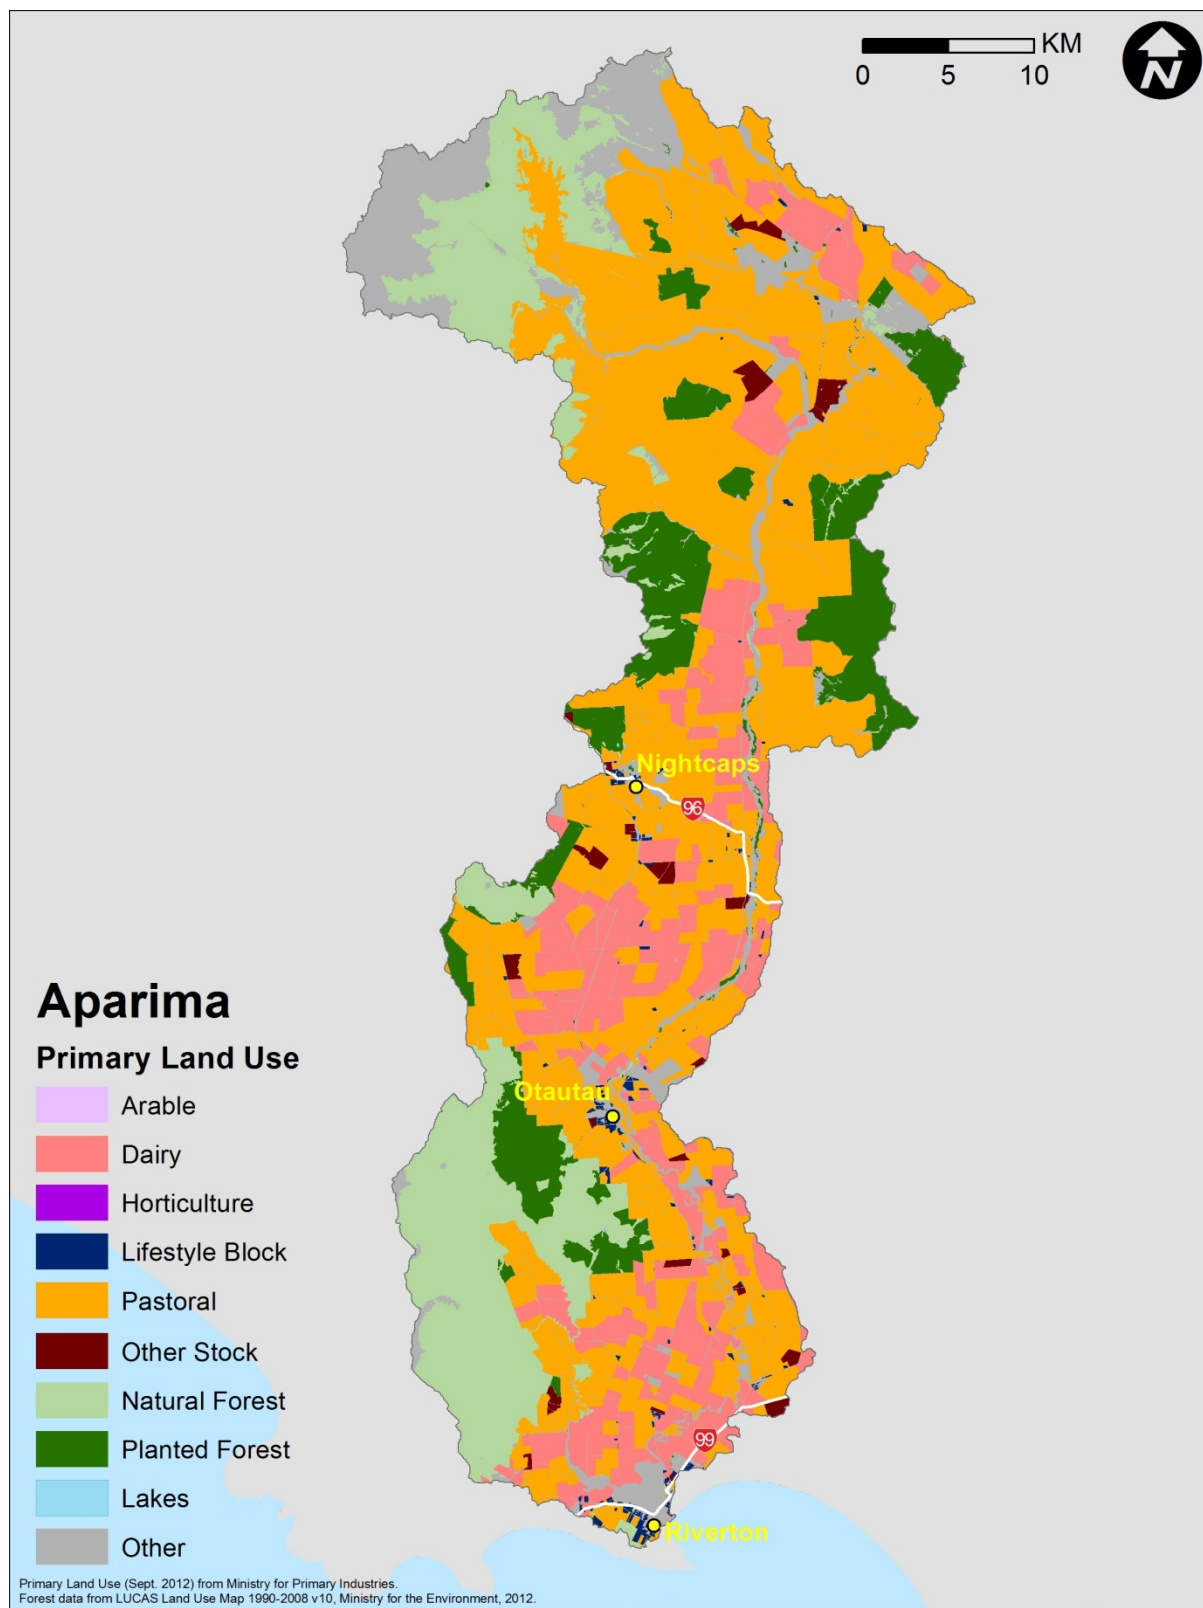 KM
0 5 10
N
Nightcaps
96
Aparima
Primary Land Use
Arable
Otautau
Dairy
Horticulture
Lifestyle Block
Pastoral
Other Stock
Natural Forest
Planted Forest
99
Lakes
Riverton
Other
Primary Land Use (Sept. 2012) from Ministry for Primary Industries.
Forest data from LUCAS Land Use Map 1990-2008 v10, Ministry for the Environment, 2012.